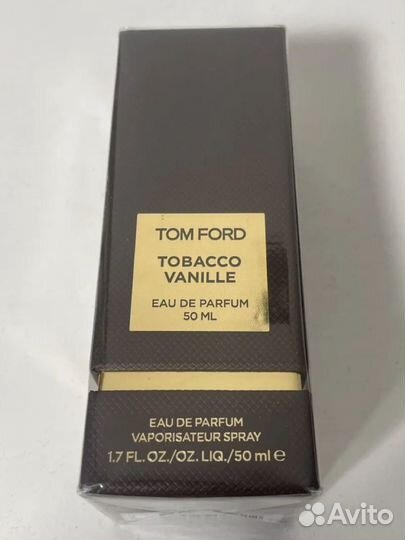 TOM FORD
TOBACCO
VANILLE
EAU DE PARFUM
50 ML
EAU DE PARFUM
VAPORISATEUR SPRAY
1.7 FL. OZ./OZ. LIQ./50 ml ℮
Avito